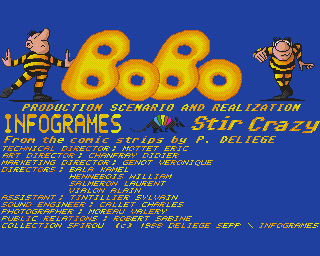 BoBo
PRODUCTION SCENARIO AND REALIZATION
INFOGRAMES Stir Crazy
From the comic strips by P. DELIEGE
TECHNICAL DIRECTOR: MOTTET ERIC
ART DIRECTOR: CHANFRAY DIDIER
MARKETING DIRECTOR: GENOT VERONIQUE
DIRECTORS: BALA KAMEL
HENNEBOIS WILLIAM
SALMERON LAURENT
VIALON ALAIN
ASSISTANT: TINTILLIER SYLVAIN
SOUND ENGINEER: CALLET CHARLES
PHOTOGRAPHER: MOREAU VALERY
PUBLIC RELATIONS: ROBERT SABINE
COLLECTION SPIROU (C) 1988 DELIEGE SEPP \ INFOGRAMES